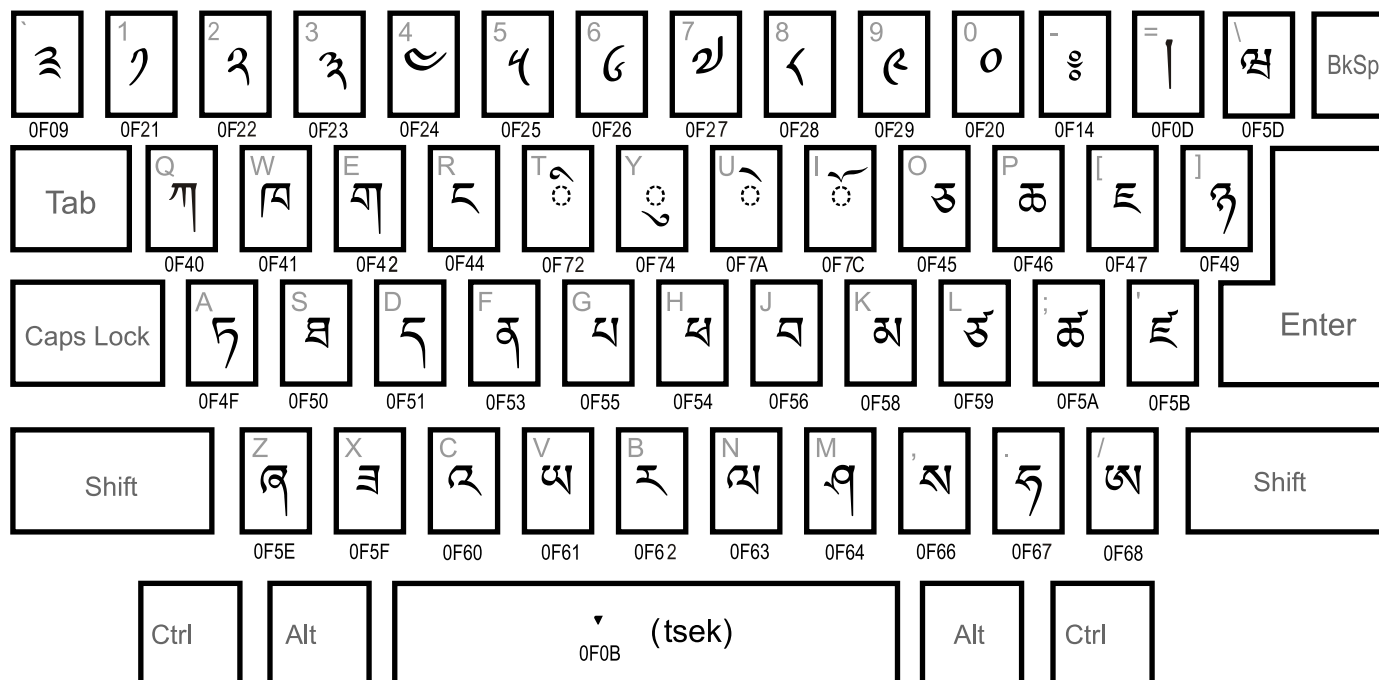 ` 1 2 3 4 5 6 7 8 9 0 - = \
༉ ༡ ༢ ༣ ༤ ༥ ༦ ༧ ༨ ༩ ༠ ༔ ། ཝ BkSp
0F09 0F21 0F22 0F23 0F24 0F25 0F26 0F27 0F28 0F29 0F20 0F14 0F0D 0F5D
Q W E R T Y U I O P [ ]
Tab ཀ ཁ ག ང ◌ི ◌ུ ◌ེ ◌ོ ཅ ཆ ཇ ཉ
0F40 0F41 0F42 0F44 0F72 0F74 0F7A 0F7C 0F45 0F46 0F47 0F49
A S D F G H J K L ; '
Caps Lock ཏ ཐ ད ན པ ཕ བ མ ཙ ཚ ཛ Enter
0F4F 0F50 0F51 0F53 0F55 0F54 0F56 0F58 0F59 0F5A 0F5B
Z X C V B N M , . /
Shift ཞ ཟ འ ཡ ར ལ ཤ ས ཧ ཨ Shift
0F5E 0F5F 0F60 0F61 0F62 0F63 0F64 0F66 0F67 0F68
Ctrl Alt ་ (tsek) Alt Ctrl
0F0B